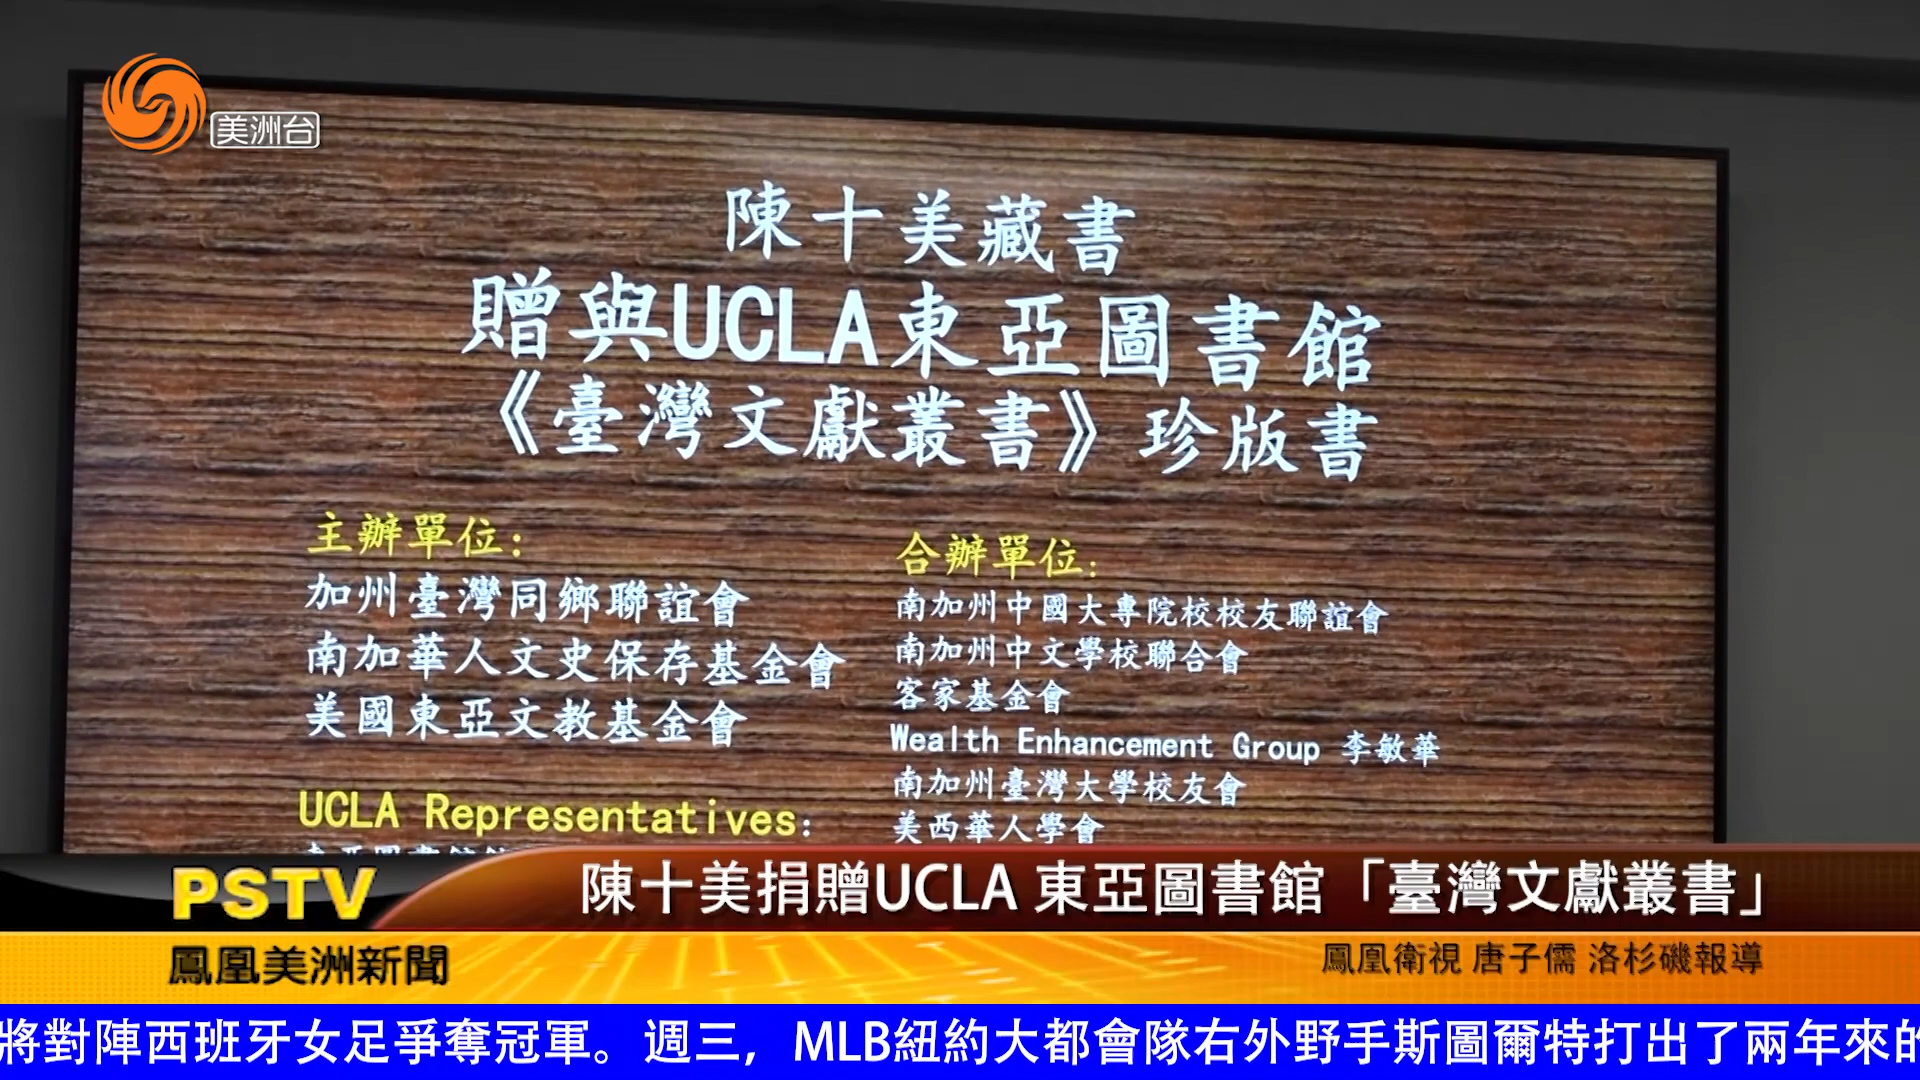 美洲台
陳十美藏書
贈與UCLA東亞圖書館
《臺灣文獻叢書》珍版書
主辦單位:
加州臺灣同鄉聯誼會
南加華人文史保存基金會
美國東亞文教基金會
UCLA Representatives:
合辦單位:
南加州中國大專院校校友聯誼會
南加州中文學校聯合會
客家基金會
Wealth Enhancement Group 李敏華
南加州臺灣大學校友會
美西華人學會
PSTV
陳十美捐贈UCLA 東亞圖書館「臺灣文獻叢書」
鳳凰美洲新聞
鳳凰衛視 唐子儒 洛杉磯報導
將對陣西班牙女足爭奪冠軍。週三，MLB紐約大都會隊右外野手斯圖爾特打出了兩年來的